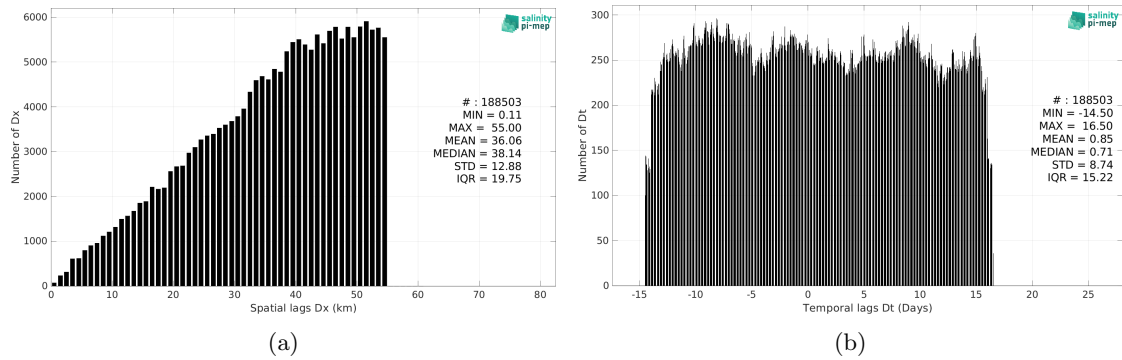 salinity
pi-mep
6000
5000
4000
3000
2000
1000
0
Number of Dx
# : 188503
MIN = 0.11
MAX = 55.00
MEAN = 36.06
MEDIAN = 38.14
STD = 12.88
IQR = 19.75
0 10 20 30 40 50 60 70 80
Spatial lags Dx (km)
(a)
salinity
pi-mep
300
250
200
150
100
50
0
Number of Dt
# : 188503
MIN = -14.50
MAX = 16.50
MEAN = 0.85
MEDIAN = 0.71
STD = 8.74
IQR = 15.22
-15 -10 -5 0 5 10 15 20 25
Temporal lags Dt (Days)
(b)